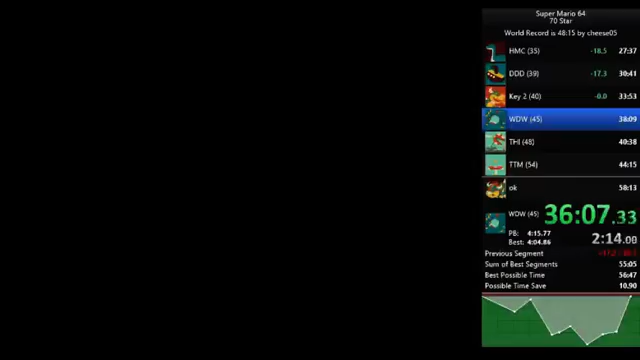 Super Mario 64
70 Star
World Record is 48:15 by cheese05
HMC (35) -18.5 27:37
DDD (39) -17.3 30:41
Key 2 (40) -0.0 33:53
WDW (45) 38:09
THI (48) 40:38
TTM (54) 44:15
ok 58:13
WDW (45) 36:07.33
PB: 4:15.77
Best: 4:04.86 2:14.00
Previous Segment
Sum of Best Segments 55:05
Best Possible Time 56:47
Possible Time Save 10.90